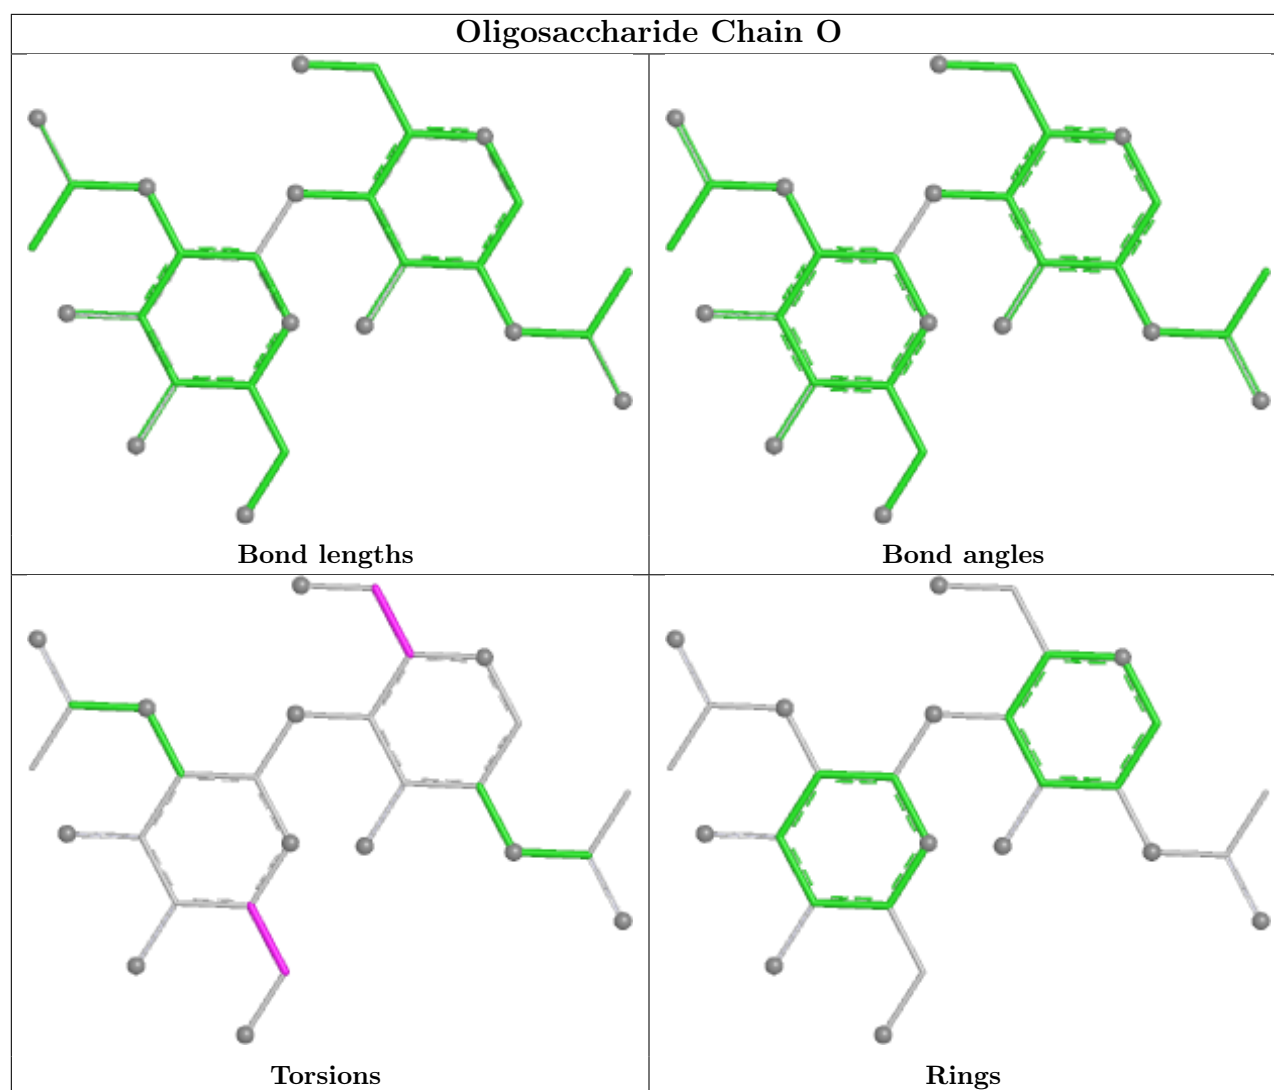 Oligosaccharide Chain O
Bond lengths
Bond angles
Torsions
Rings